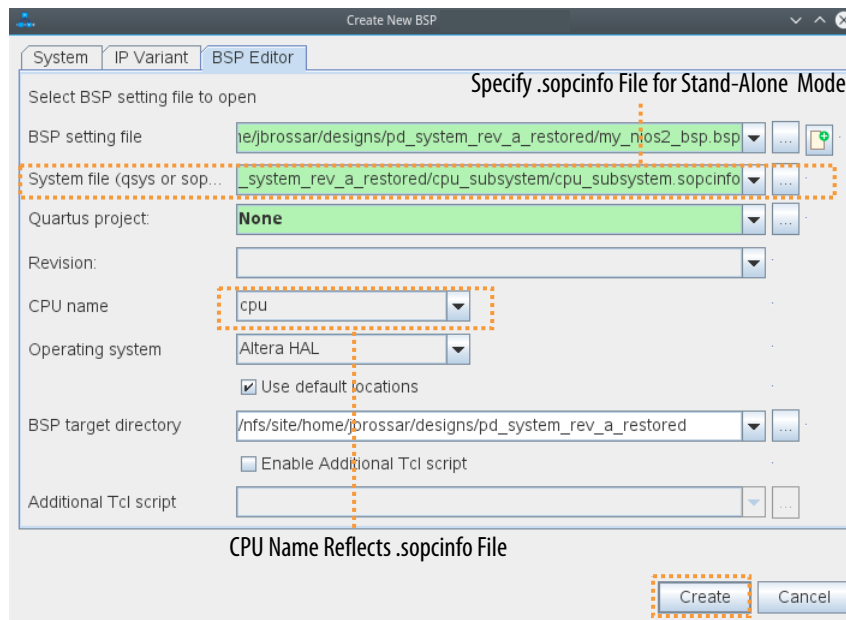 Create New BSP
System IP Variant BSP Editor
Specify .sopcinfo File for Stand-Alone Mode
Select BSP setting file to open
BSP setting file ne/jbrossar/designs/pd_system_rev_a_restored/my_nios2_bsp.bsp ...
System file (qsys or sop... _system_rev_a_restored/cpu_subsystem/cpu_subsystem.sopcinfo ...
Quartus project: None ...
Revision:
CPU name cpu
Operating system Altera HAL
Use default locations
BSP target directory /nfs/site/home/jbrossar/designs/pd_system_rev_a_restored ...
Enable Additional Tcl script
Additional Tcl script ...
CPU Name Reflects .sopcinfo File
Create Cancel